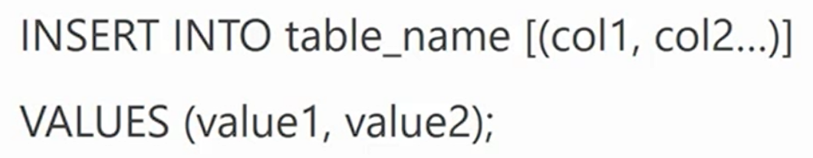 INSERT INTO table_name [(col1, col2...)]
VALUES (value1, value2);